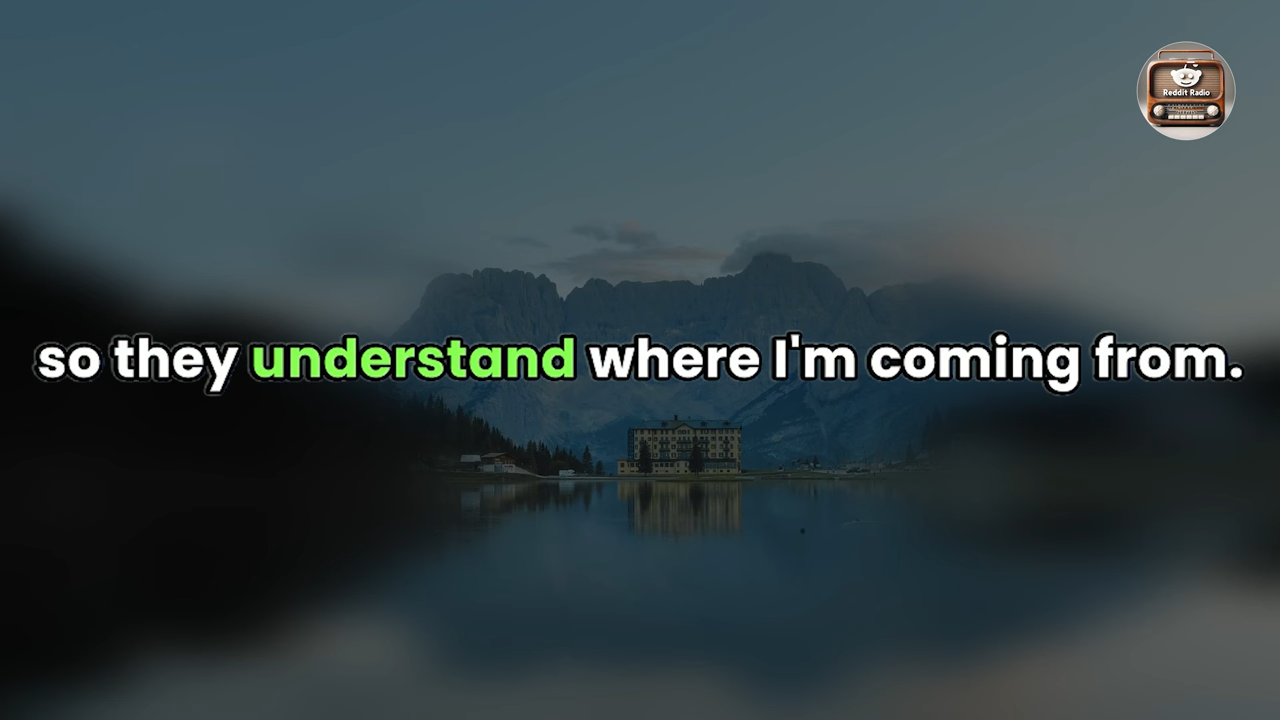 Reddit Radio
so they understand where I'm coming from.